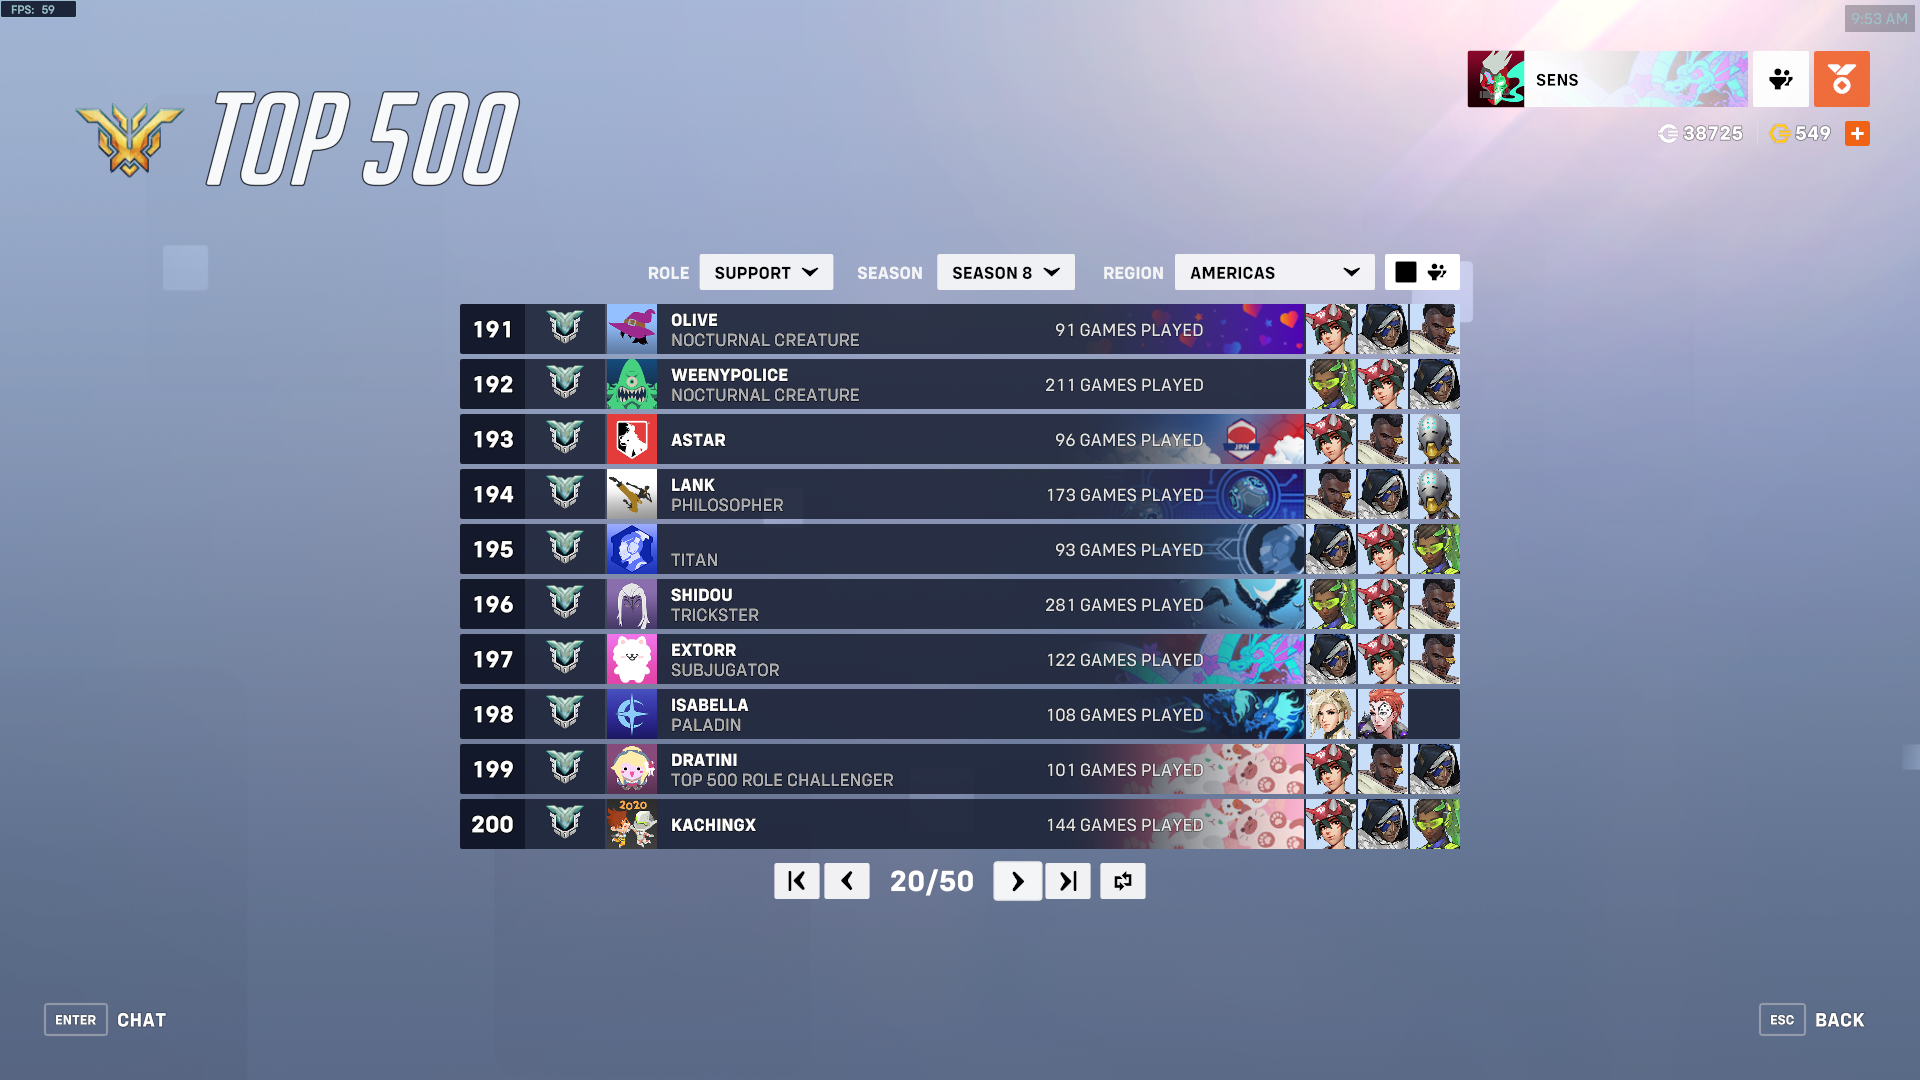 FPS: 59
9:53 AM
SENS
38725
549
TOP 500
ROLE SUPPORT SEASON SEASON 8 REGION AMERICAS
191 OLIVE 91 GAMES PLAYED
NOCTURNAL CREATURE
192 WEENYPOLICE 211 GAMES PLAYED
NOCTURNAL CREATURE
193 ASTAR 96 GAMES PLAYED JPN
194 LANK 173 GAMES PLAYED
PHILOSOPHER
195 93 GAMES PLAYED
TITAN
196 SHIDOU 281 GAMES PLAYED
TRICKSTER
197 EXTORR 122 GAMES PLAYED
SUBJUGATOR
198 ISABELLA 108 GAMES PLAYED
PALADIN
199 DRATINI 101 GAMES PLAYED
TOP 500 ROLE CHALLENGER
2020
200 KACHINGX 144 GAMES PLAYED
20/50
ENTER CHAT
ESC BACK